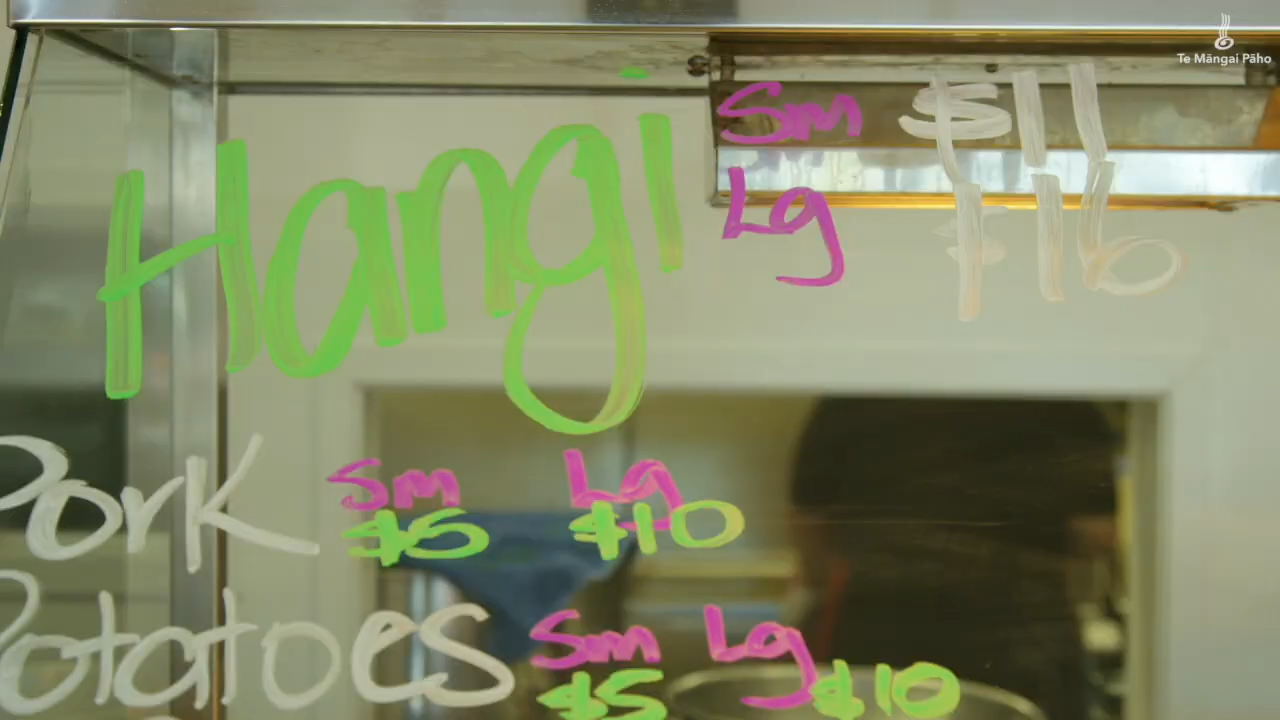 Te Māngai Pāho
Hangi Sm $11
Lg $16
Pork Sm Lg
$5 $10
Potatoes Sm Lg
$5 $10